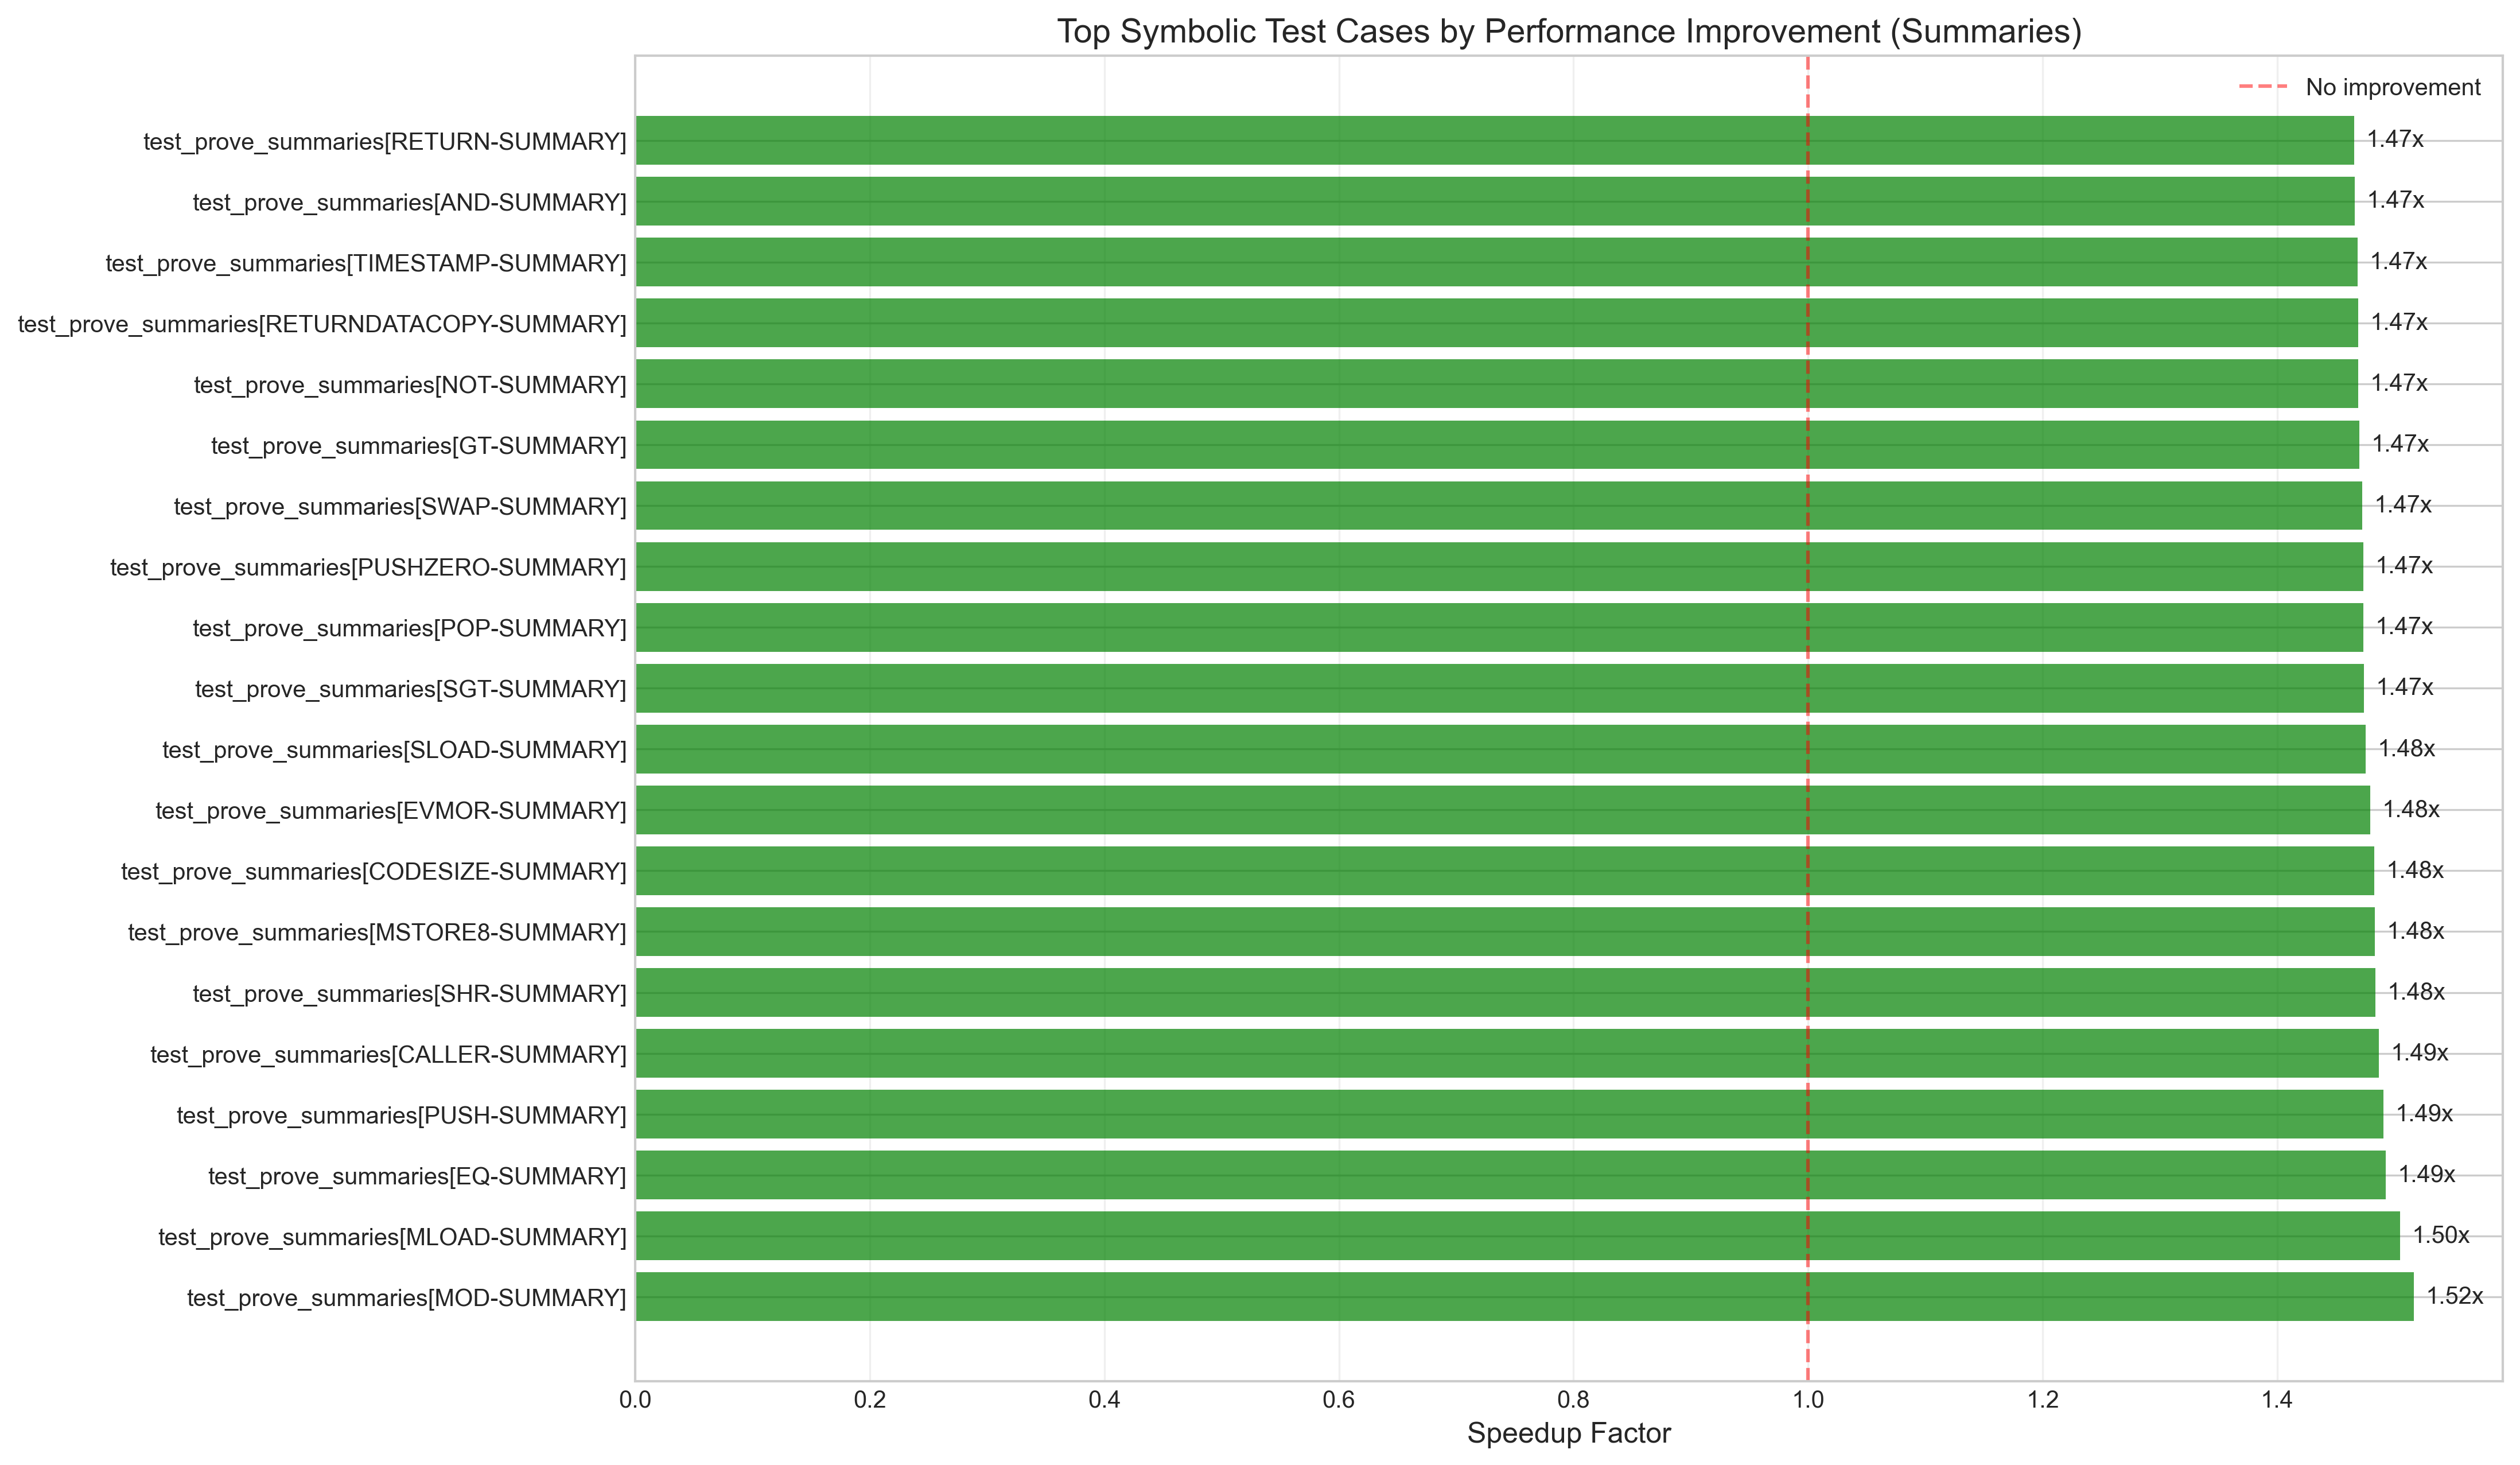 Top Symbolic Test Cases by Performance Improvement (Summaries)
No improvement
test_prove_summaries[RETURN-SUMMARY] 1.47x
test_prove_summaries[AND-SUMMARY] 1.47x
test_prove_summaries[TIMESTAMP-SUMMARY] 1.47x
test_prove_summaries[RETURNDATACOPY-SUMMARY] 1.47x
test_prove_summaries[NOT-SUMMARY] 1.47x
test_prove_summaries[GT-SUMMARY] 1.47x
test_prove_summaries[SWAP-SUMMARY] 1.47x
test_prove_summaries[PUSHZERO-SUMMARY] 1.47x
test_prove_summaries[POP-SUMMARY] 1.47x
test_prove_summaries[SGT-SUMMARY] 1.47x
test_prove_summaries[SLOAD-SUMMARY] 1.48x
test_prove_summaries[EVMOR-SUMMARY] 1.48x
test_prove_summaries[CODESIZE-SUMMARY] 1.48x
test_prove_summaries[MSTORE8-SUMMARY] 1.48x
test_prove_summaries[SHR-SUMMARY] 1.48x
test_prove_summaries[CALLER-SUMMARY] 1.49x
test_prove_summaries[PUSH-SUMMARY] 1.49x
test_prove_summaries[EQ-SUMMARY] 1.49x
test_prove_summaries[MLOAD-SUMMARY] 1.50x
test_prove_summaries[MOD-SUMMARY] 1.52x
0.0 0.2 0.4 0.6 0.8 1.0 1.2 1.4
Speedup Factor